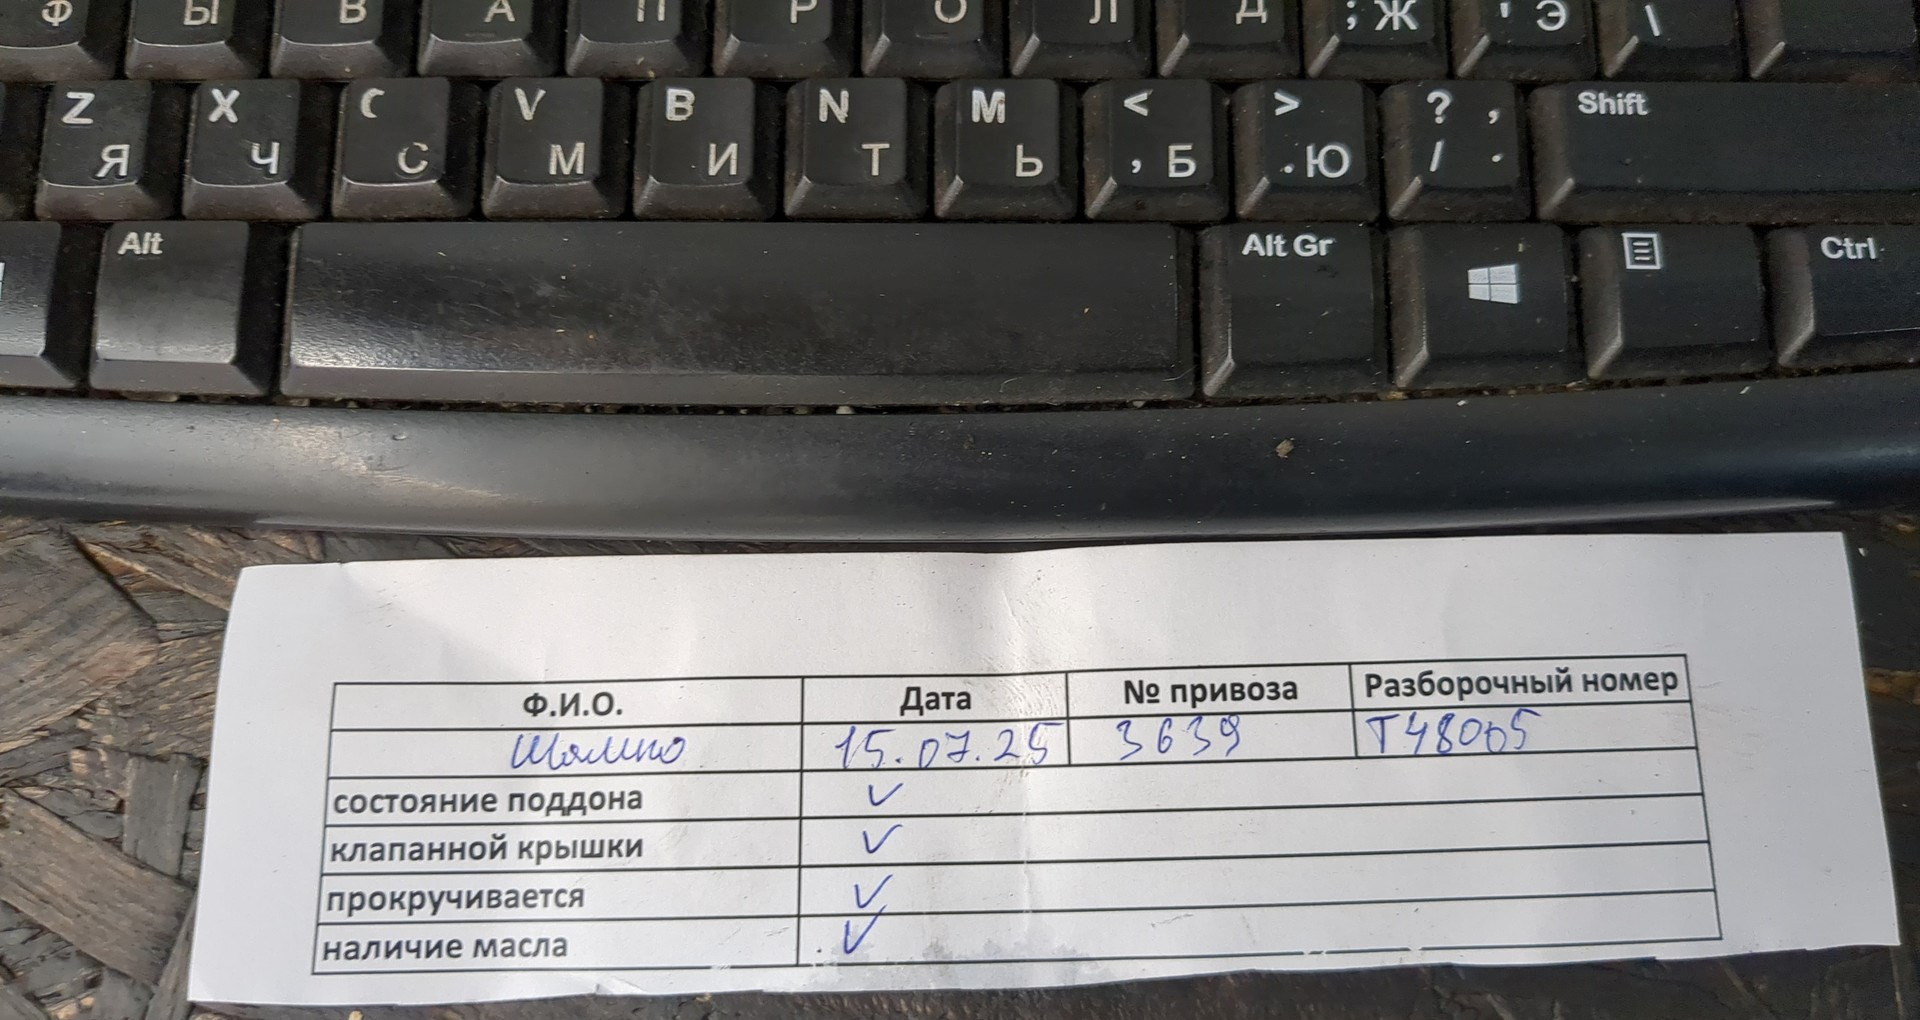 Ф Ы В А П Р О Л Д ; Ж ' Э \
Z Я X Ч C С V М B И N Т M Ь < , Б > . Ю ? / , . Shift
Alt Alt Gr Ctrl
Ф.И.О. Дата № привоза Разборочный номер
Шямпо 15.07.25 3639 Т48005
состояние поддона ✓
клапанной крышки ✓
прокручивается ✓
наличие масла ✓